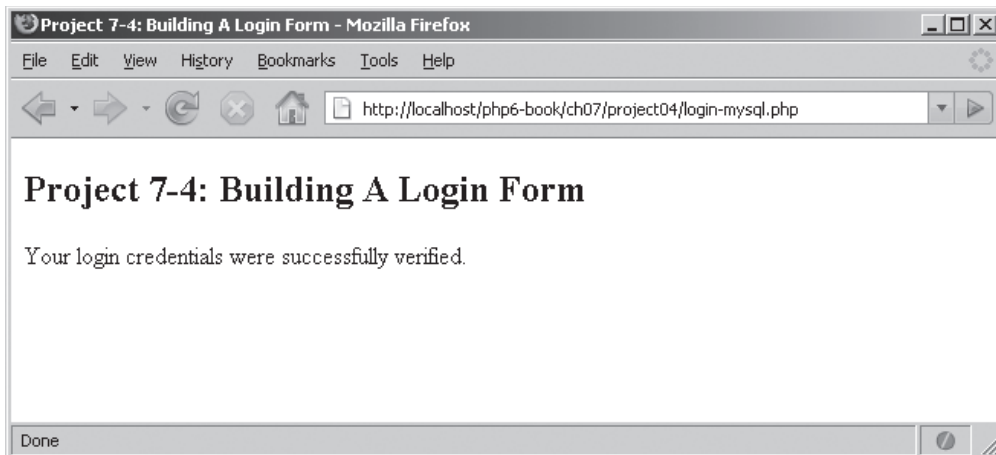 Project 7-4: Building A Login Form - Mozilla Firefox
File Edit View History Bookmarks Tools Help
http://localhost/php6-book/ch07/project04/login-mysql.php
Project 7-4: Building A Login Form
Your login credentials were successfully verified.
Done